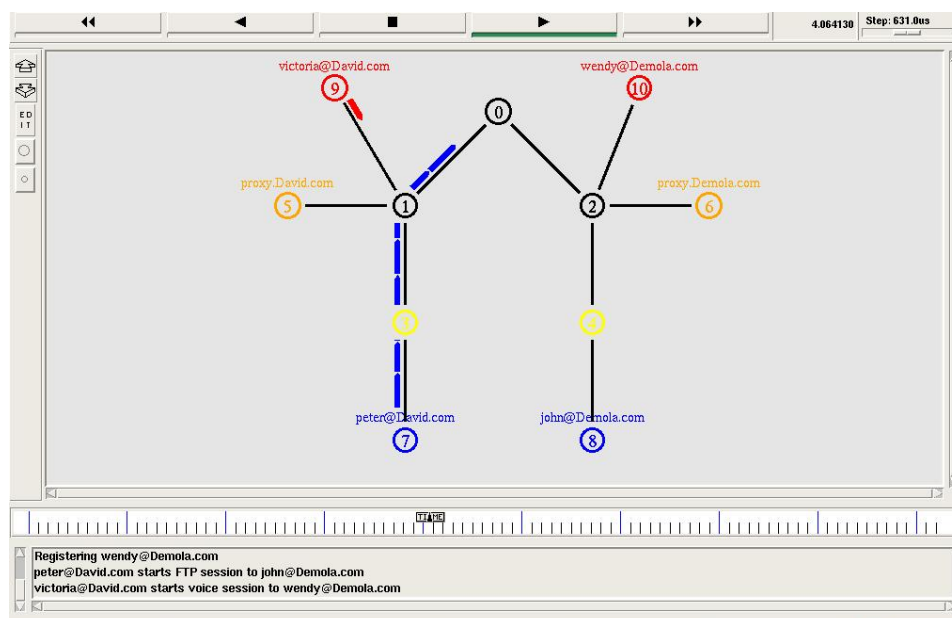 4.064130 Step: 631.0us
ED
IT
victoria@David.com
wendy@Demola.com
9
10
0
proxy.David.com
proxy.Demola.com
5
1
2
6
3
4
peter@David.com
john@Demola.com
7
8
TIME
Registering wendy@Demola.com
peter@David.com starts FTP session to john@Demola.com
victoria@David.com starts voice session to wendy@Demola.com